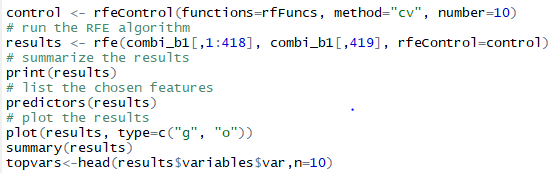 control <- rfeControl(functions=rfFuncs, method="cv", number=10)
# run the RFE algorithm
results <- rfe(combi_b1[,1:418], combi_b1[,419], rfeControl=control)
# summarize the results
print(results)
# list the chosen features
predictors(results)
# plot the results
plot(results, type=c("g", "o"))
summary(results)
topvars<-head(results$variables$var,n=10)